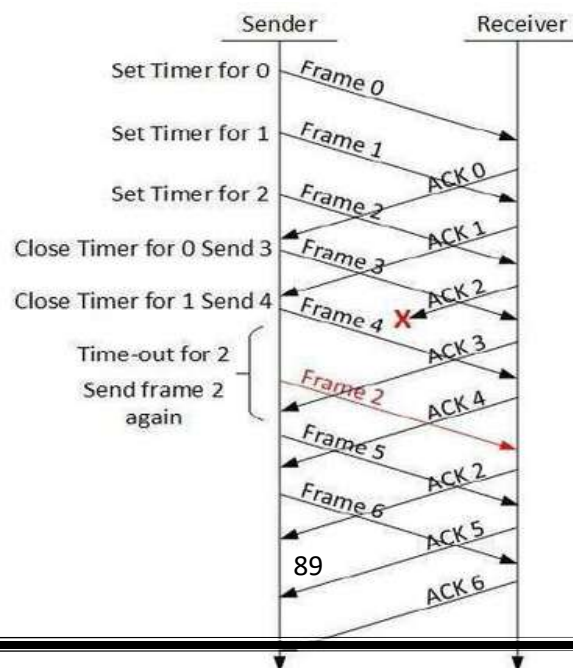 Sender
Receiver
Set Timer for 0
Frame 0
Set Timer for 1
Frame 1
ACK 0
Set Timer for 2
Frame 2
ACK 1
Close Timer for 0 Send 3
Frame 3
ACK 2
Close Timer for 1 Send 4
Frame 4
X
ACK 3
Time-out for 2
Send frame 2
again
Frame 2
ACK 4
Frame 5
ACK 2
Frame 6
ACK 5
89
ACK 6